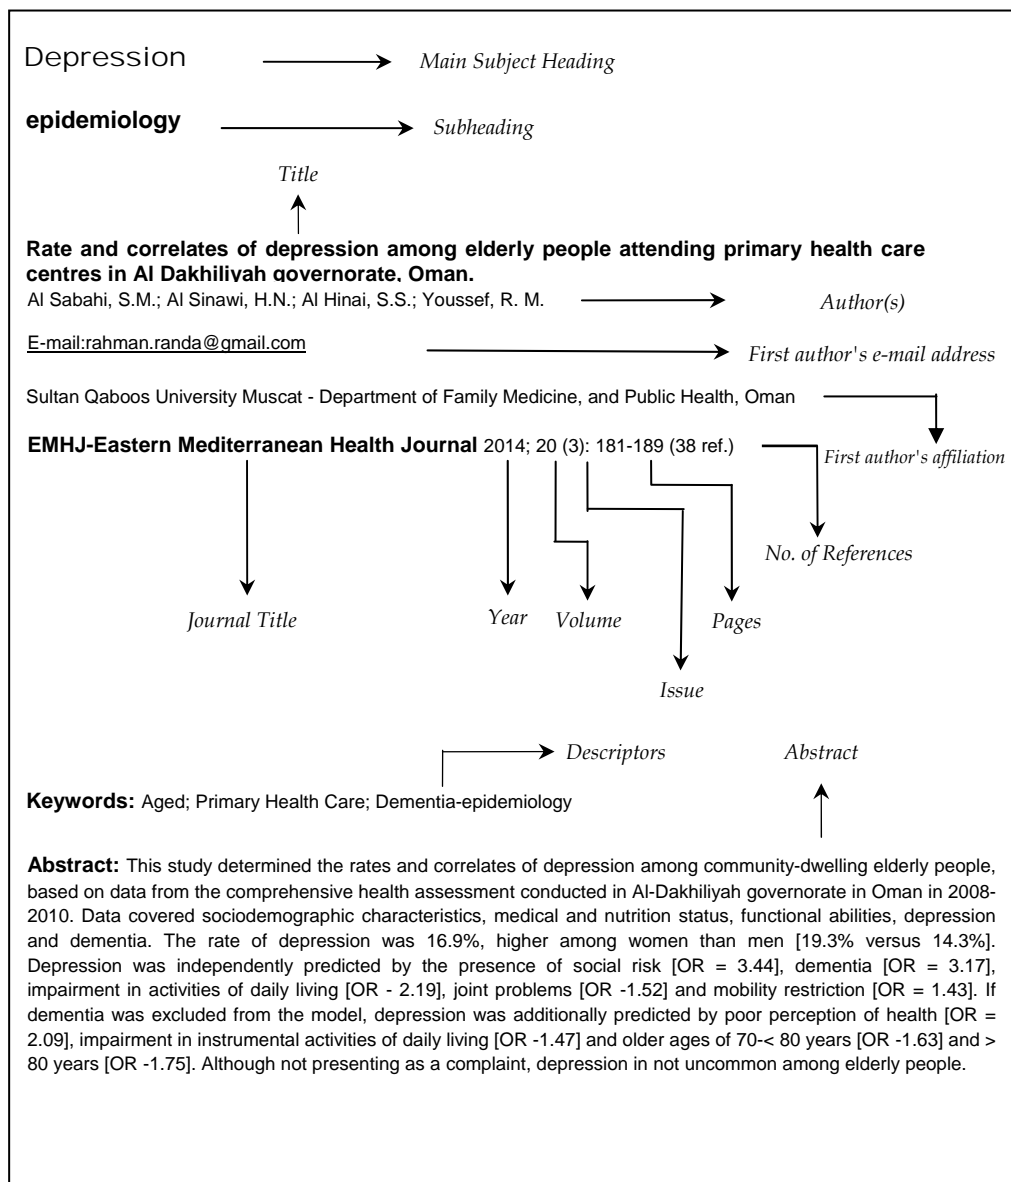 Depression Main Subject Heading
epidemiology Subheading
Title
Rate and correlates of depression among elderly people attending primary health care
centres in Al Dakhiliyah governorate, Oman.
Al Sabahi, S.M.; Al Sinawi, H.N.; Al Hinai, S.S.; Youssef, R. M. Author(s)
E-mail:rahman.randa@gmail.com First author's e-mail address
Sultan Qaboos University Muscat - Department of Family Medicine, and Public Health, Oman
EMHJ-Eastern Mediterranean Health Journal 2014; 20 (3): 181-189 (38 ref.) First author's affiliation
No. of References
Journal Title Year Volume Pages
Issue
Descriptors Abstract
Keywords: Aged; Primary Health Care; Dementia-epidemiology
Abstract: This study determined the rates and correlates of depression among community-dwelling elderly people,
based on data from the comprehensive health assessment conducted in Al-Dakhiliyah governorate in Oman in 2008-
2010. Data covered sociodemographic characteristics, medical and nutrition status, functional abilities, depression
and dementia. The rate of depression was 16.9%, higher among women than men [19.3% versus 14.3%].
Depression was independently predicted by the presence of social risk [OR = 3.44], dementia [OR = 3.17],
impairment in activities of daily living [OR - 2.19], joint problems [OR -1.52] and mobility restriction [OR = 1.43]. If
dementia was excluded from the model, depression was additionally predicted by poor perception of health [OR =
2.09], impairment in instrumental activities of daily living [OR -1.47] and older ages of 70-< 80 years [OR -1.63] and >
80 years [OR -1.75]. Although not presenting as a complaint, depression in not uncommon among elderly people.